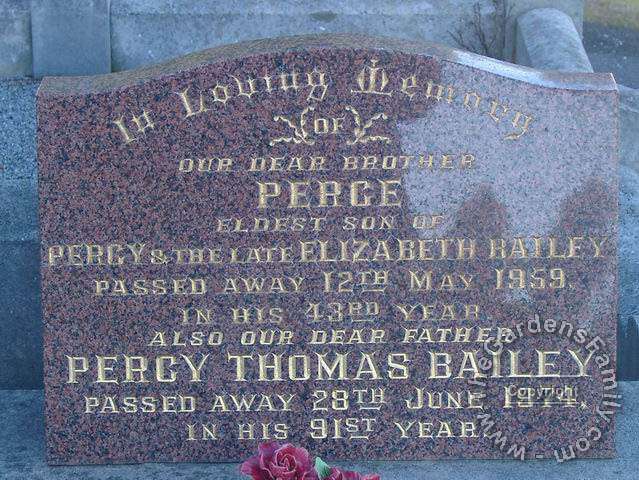 In Loving Memory
OF
OUR DEAR BROTHER
PERCE
ELDEST SON OF
PERCY & THE LATE ELIZABETH BAILEY
PASSED AWAY 12TH MAY 1959.
IN HIS 43RD YEAR.
ALSO OUR DEAR FATHER
PERCY THOMAS BAILEY
PASSED AWAY 28TH JUNE 1974.
IN HIS 91ST YEAR
Copyright
www.TheGardensFamily.com